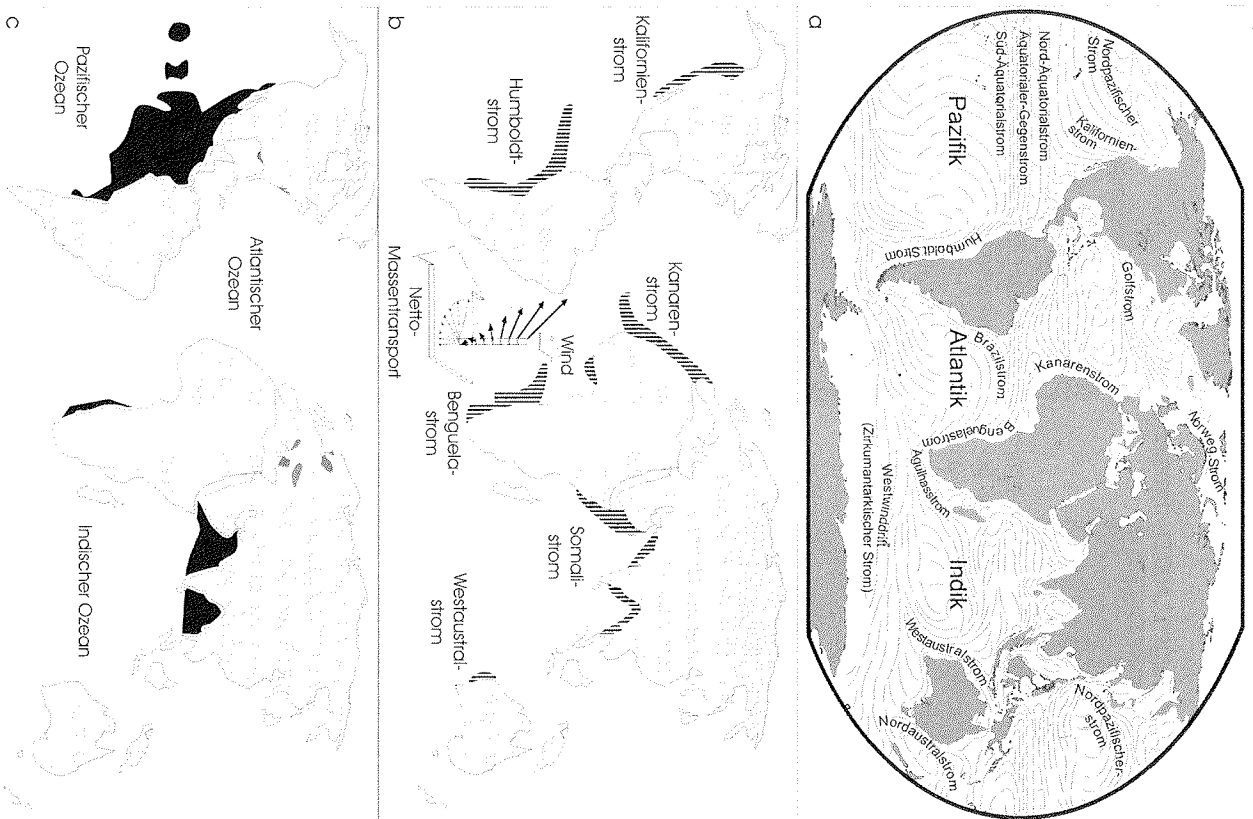 a
Nordpazifischer
Strom
Kalifornien-
strom
Nord-Äquatorialstrom
Äquatorialer-Gegenstrom
Süd-Äquatorialstrom
Pazifik
Humboldt Strom
Golfstrom
Brazilstrom
Atlantik
Kanarenstrom
Norweg. Strom
Benguelastrom
Agulhasstrom
Westwinddrift
(Zirkumantarktischer Strom)
Indik
Westaustralstrom
Nordpazifischer-
strom
Nordaustralstrom
b
Kalifornien-
strom
Humboldt-
strom
Kanaren-
strom
Wind
Netto-
Massentransport
Benguela-
strom
Somali-
strom
Westaustral-
strom
c
Pazifischer
Ozean
Atlantischer
Ozean
Indischer Ozean